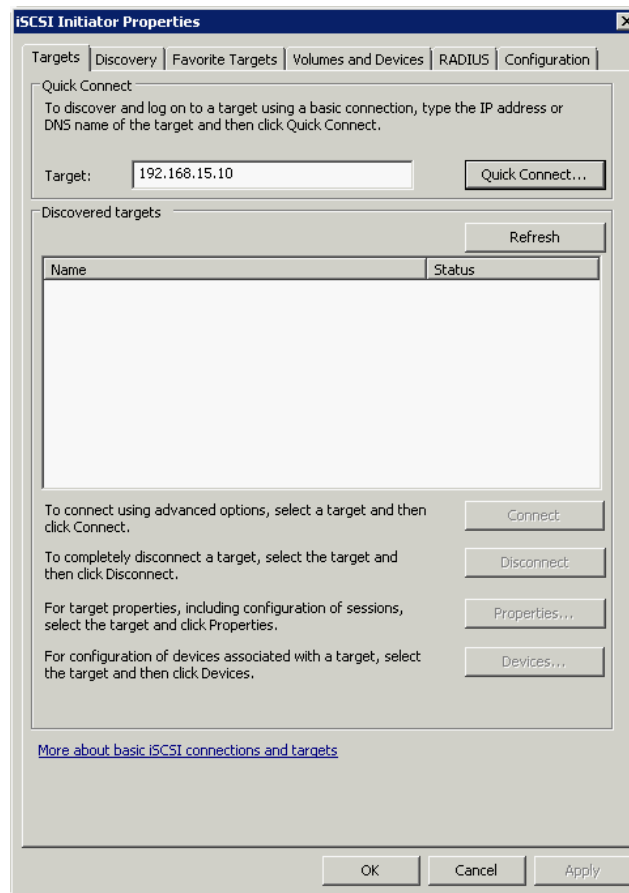 iSCSI Initiator Properties
Targets Discovery Favorite Targets Volumes and Devices RADIUS Configuration
Quick Connect
To discover and log on to a target using a basic connection, type the IP address or
DNS name of the target and then click Quick Connect.
Target: 192.168.15.10 Quick Connect...
Discovered targets
Refresh
Name Status
To connect using advanced options, select a target and then
click Connect.
Connect
To completely disconnect a target, select the target and
then click Disconnect.
Disconnect
For target properties, including configuration of sessions,
select the target and click Properties.
Properties...
For configuration of devices associated with a target, select
the target and then click Devices.
Devices...
More about basic iSCSI connections and targets
OK Cancel Apply